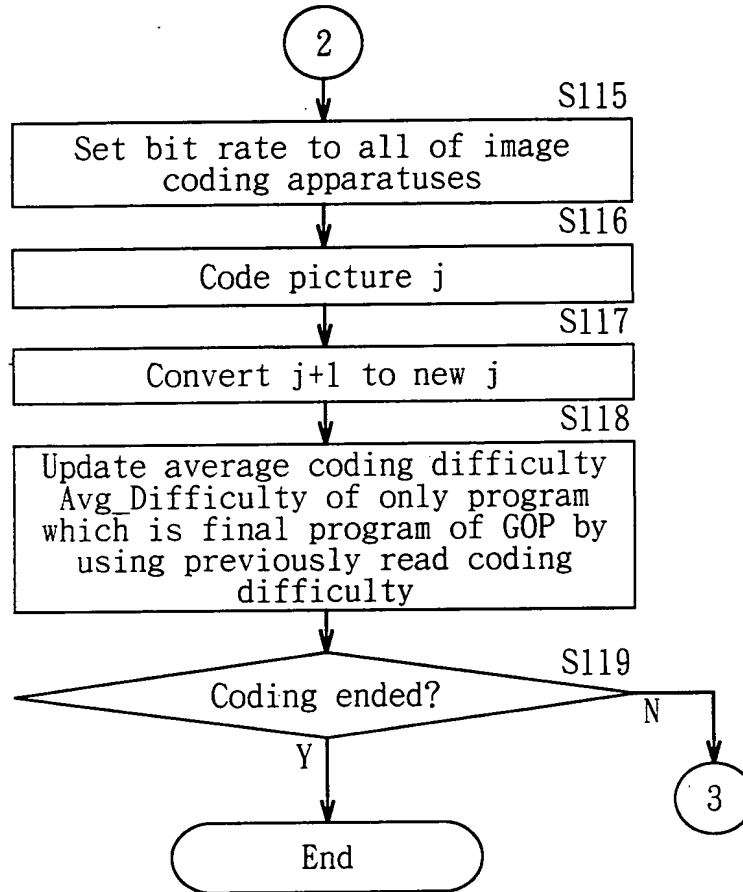 2
S115
Set bit rate to all of image
coding apparatuses
S116
Code picture j
S117
Convert j+1 to new j
S118
Update average coding difficulty
Avg_Difficulty of only program
which is final program of GOP by
using previously read coding
difficulty
S119
Coding ended?
N
Y
3
End